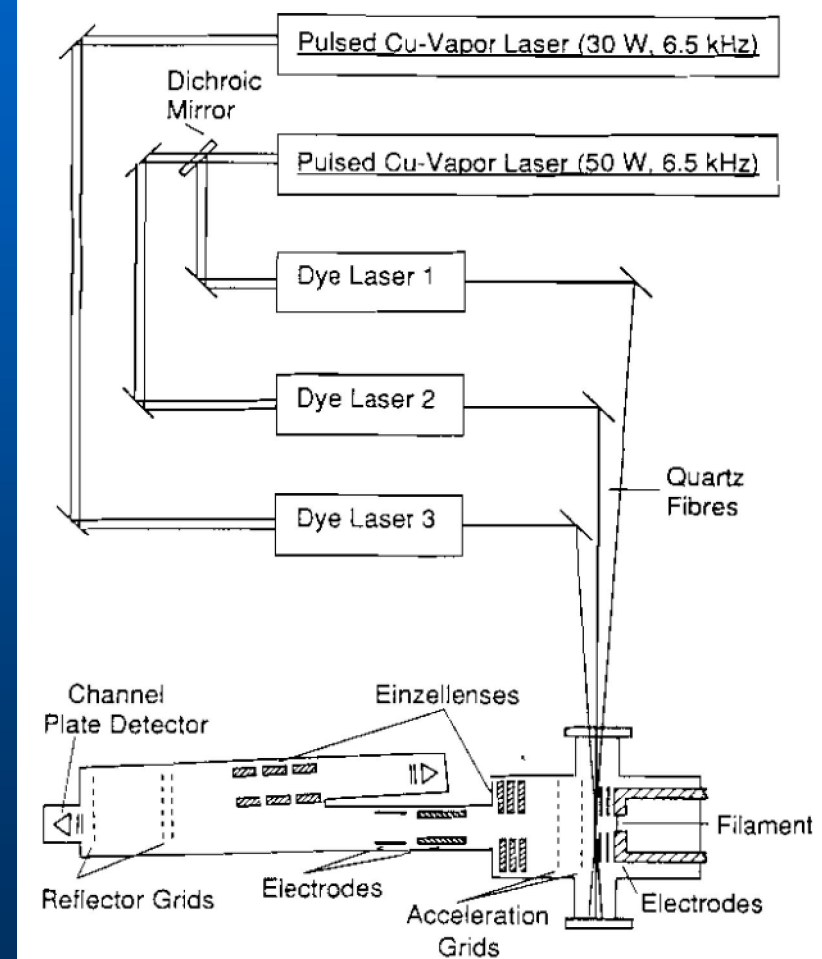 Pulsed Cu-Vapor Laser (30 W, 6.5 kHz)
Dichroic
Mirror
Pulsed Cu-Vapor Laser (50 W, 6.5 kHz)
Dye Laser 1
Dye Laser 2
Quartz
Fibres
Dye Laser 3
Channel
Plate Detector
Einzellenses
Filament
Reflector Grids
Electrodes
Acceleration
Grids
Electrodes